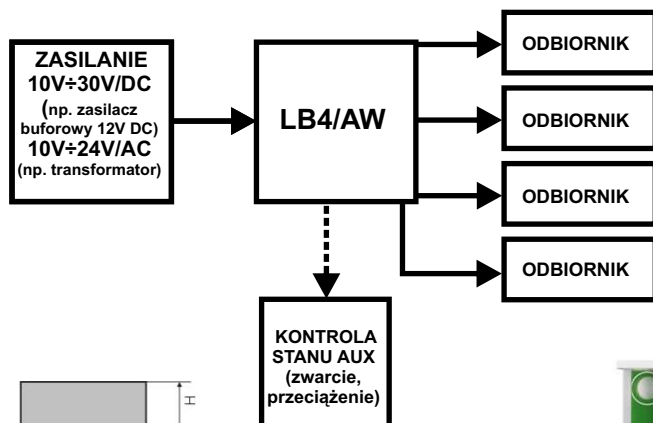 ZASILANIE
10V÷30V/DC
(np. zasilacz
buforowy 12V DC)
10V÷24V/AC
(np. transformator)
LB4/AW
ODBIORNIK
ODBIORNIK
ODBIORNIK
ODBIORNIK
KONTROLA
STANU AUX
(zwarcie,
przeciążenie)
H